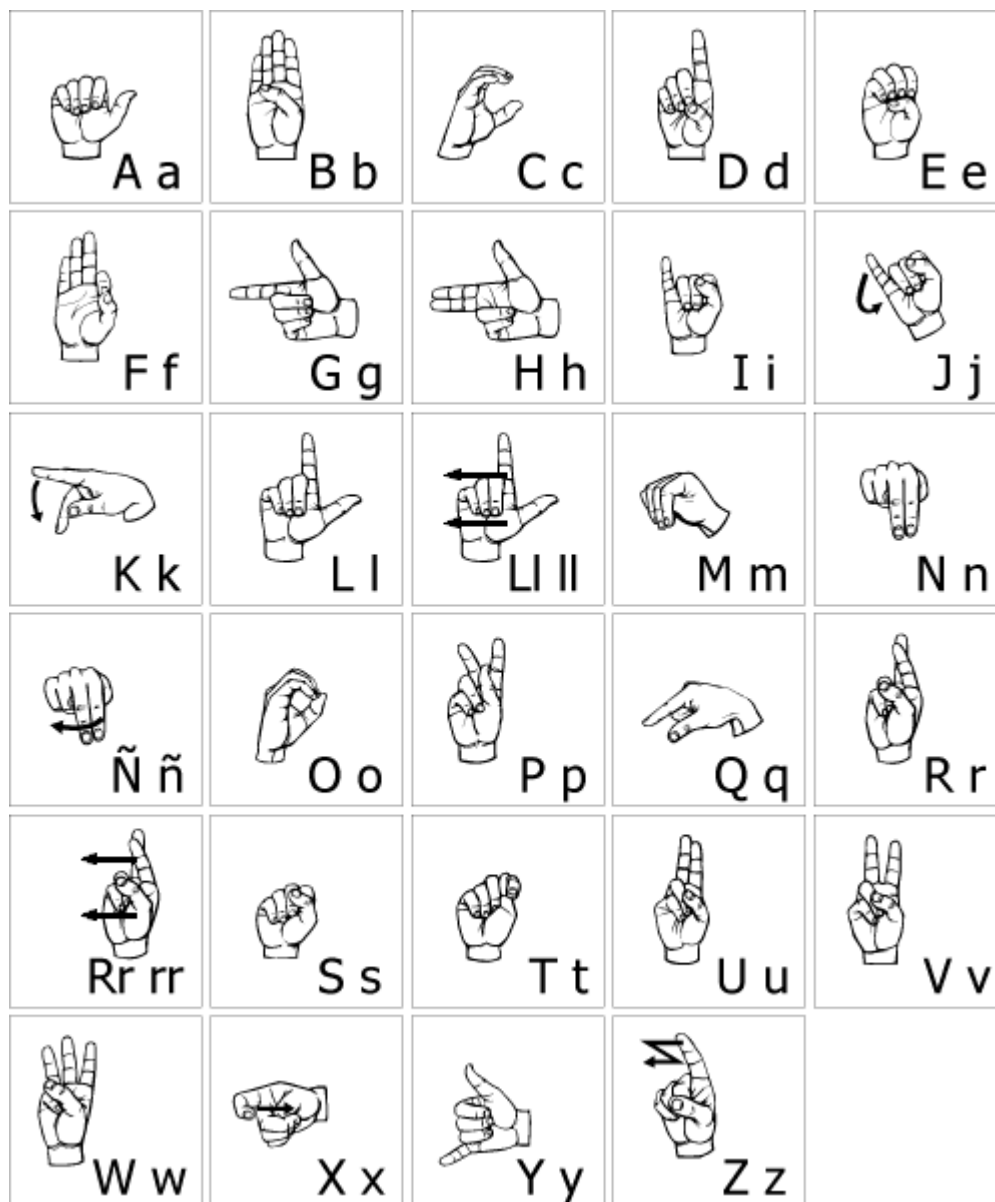 A a B b C c D d E e
F f G g H h I i J j
K k L l Ll ll M m N n
Ñ ñ O o P p Q q R r
Rr rr S s T t U u V v
W w X x Y y Z z